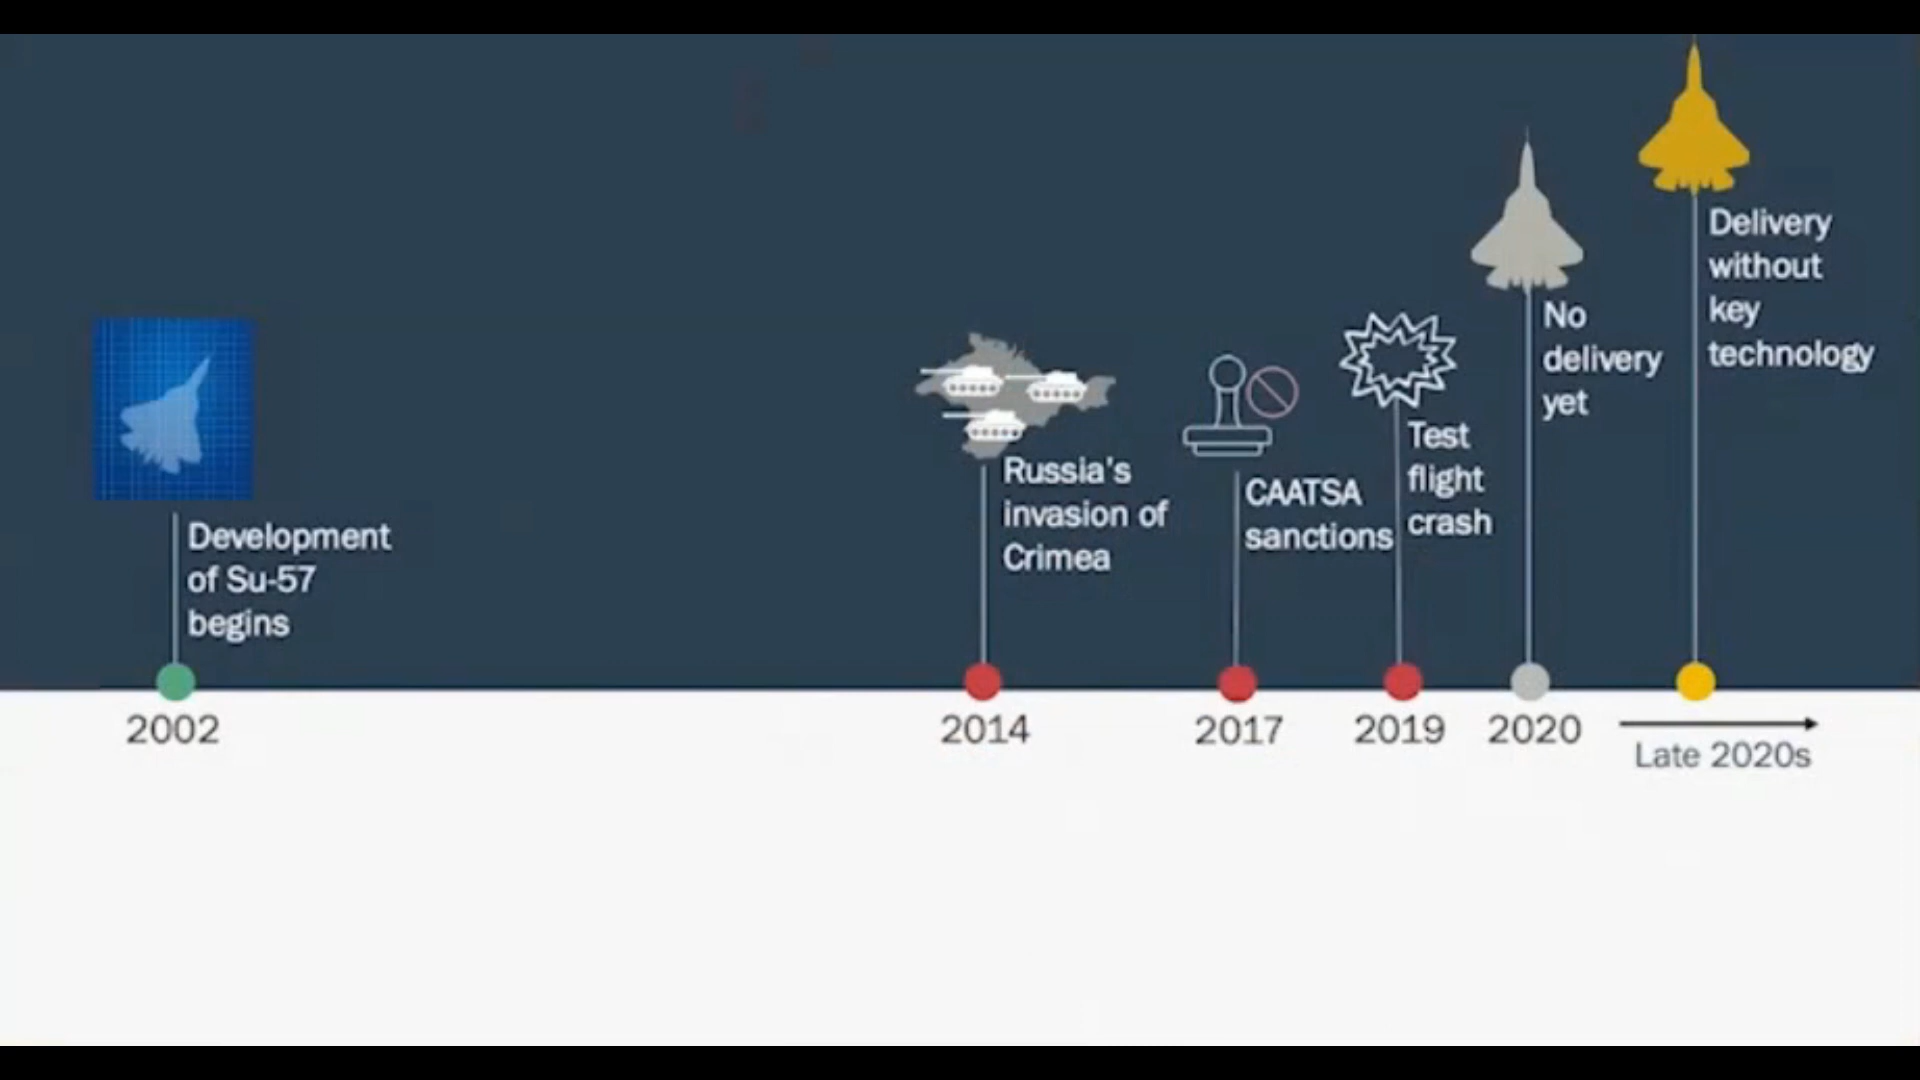 Development
of Su-57
begins
Russia's
invasion of
Crimea
CAATSA
sanctions
Test
flight
crash
No
delivery
yet
Delivery
without
key
technology
2002
2014
2017
2019
2020
Late 2020s